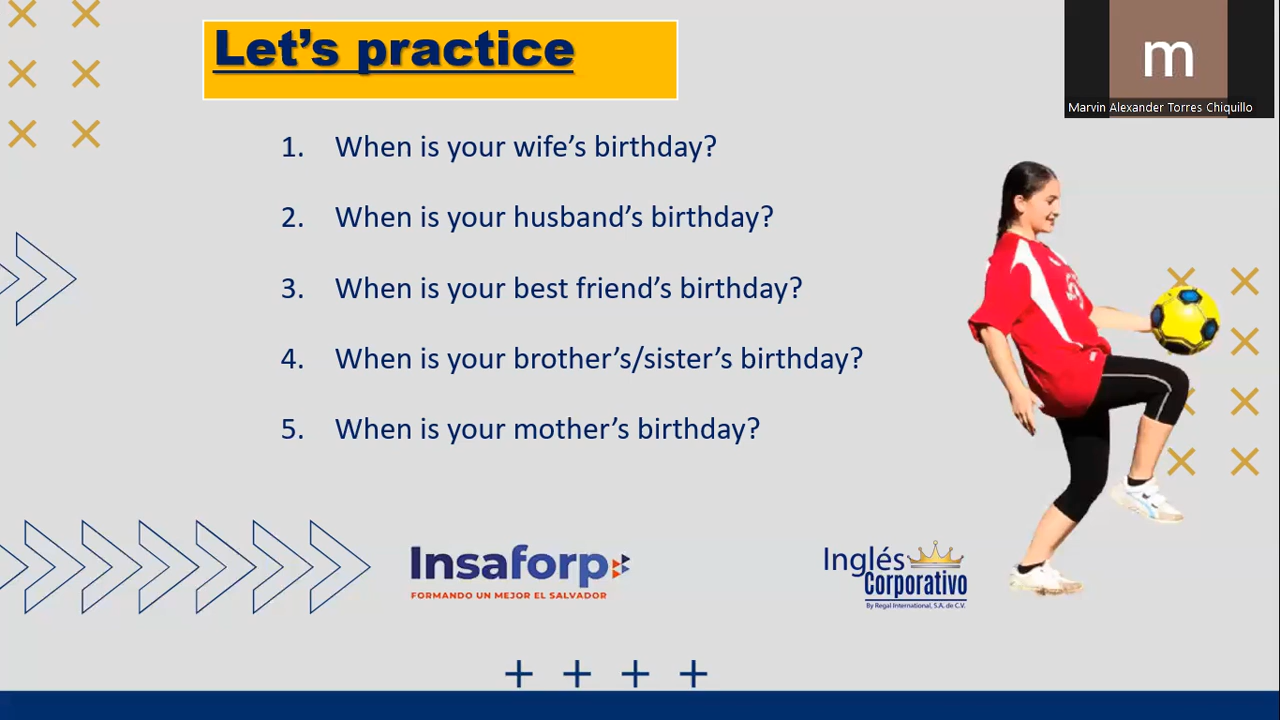 Let’s practice
m
Marvin Alexander Torres Chiquillo
1. When is your wife’s birthday?
2. When is your husband’s birthday?
3. When is your best friend’s birthday?
4. When is your brother’s/sister’s birthday?
5. When is your mother’s birthday?
Insaforp
FORMANDO UN MEJOR EL SALVADOR
Inglés
Corporativo
By Regal International, S.A. de C.V.